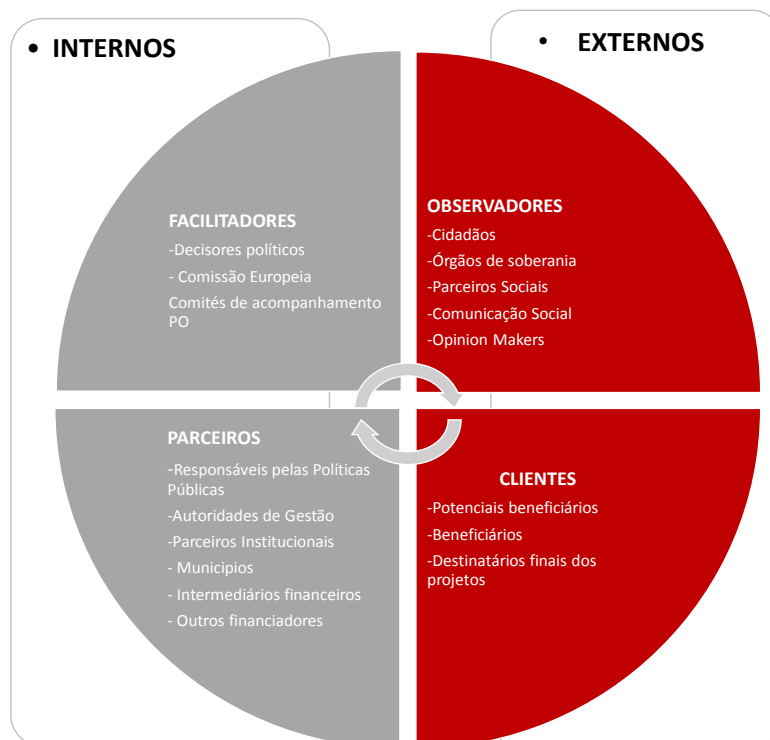 • INTERNOS
• EXTERNOS
FACILITADORES
-Decisores políticos
- Comissão Europeia
Comités de acompanhamento
PO
OBSERVADORES
-Cidadãos
-Órgãos de soberania
-Parceiros Sociais
-Comunicação Social
-Opinion Makers
PARCEIROS
-Responsáveis pelas Políticas
Públicas
-Autoridades de Gestão
-Parceiros Institucionais
- Municipios
- Intermediários financeiros
- Outros financiadores
CLIENTES
-Potenciais beneficiários
-Beneficiários
-Destinatários finais dos
projetos